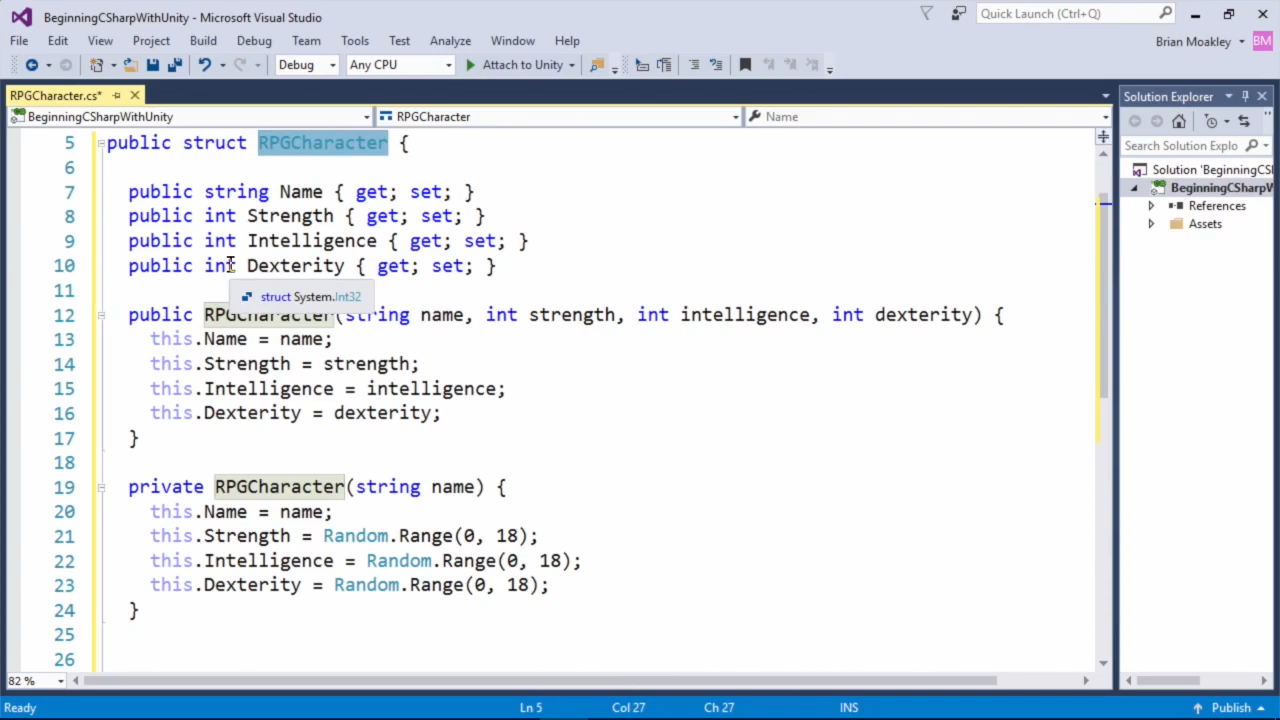 BeginningCSharpWithUnity - Microsoft Visual Studio
Quick Launch (Ctrl+Q)
File Edit View Project Build Debug Team Tools Test Analyze Window Help
Brian Moakley BM
Debug Any CPU Attach to Unity
RPGCharacter.cs*
BeginningCSharpWithUnity RPGCharacter Name
5 public struct RPGCharacter {
6
7 public string Name { get; set; }
8 public int Strength { get; set; }
9 public int Intelligence { get; set; }
10 public int Dexterity { get; set; }
11
struct System.Int32
12 public RPGCharacter(string name, int strength, int intelligence, int dexterity) {
13 this.Name = name;
14 this.Strength = strength;
15 this.Intelligence = intelligence;
16 this.Dexterity = dexterity;
17 }
18
19 private RPGCharacter(string name) {
20 this.Name = name;
21 this.Strength = Random.Range(0, 18);
22 this.Intelligence = Random.Range(0, 18);
23 this.Dexterity = Random.Range(0, 18);
24 }
25
26
82 %
Solution Explorer
Search Solution Explo
Solution 'BeginningCSharp
BeginningCSharpW
References
Assets
Ready Ln 5 Col 27 Ch 27 INS Publish